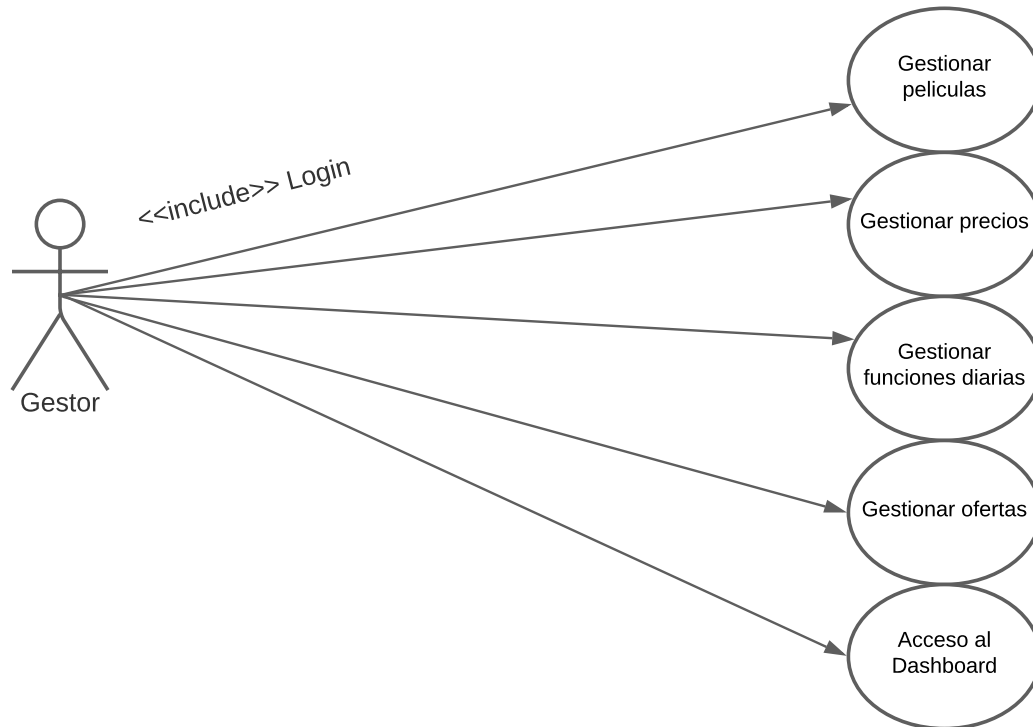 Gestionar
peliculas
<<include>> Login
Gestionar precios
Gestionar
funciones diarias
Gestor
Gestionar ofertas
Acceso al
Dashboard